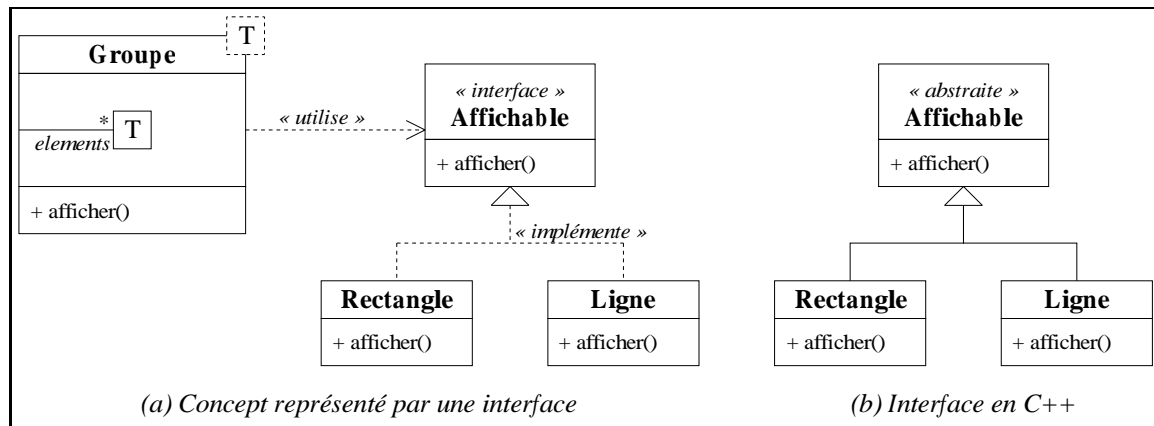 T
Groupe
* T
elements
+ afficher()
« utilise »
« interface »
Affichable
+ afficher()
« implémente »
Rectangle
+ afficher()
Ligne
+ afficher()
(a) Concept représenté par une interface
« abstraite »
Affichable
+ afficher()
Rectangle
+ afficher()
Ligne
+ afficher()
(b) Interface en C++